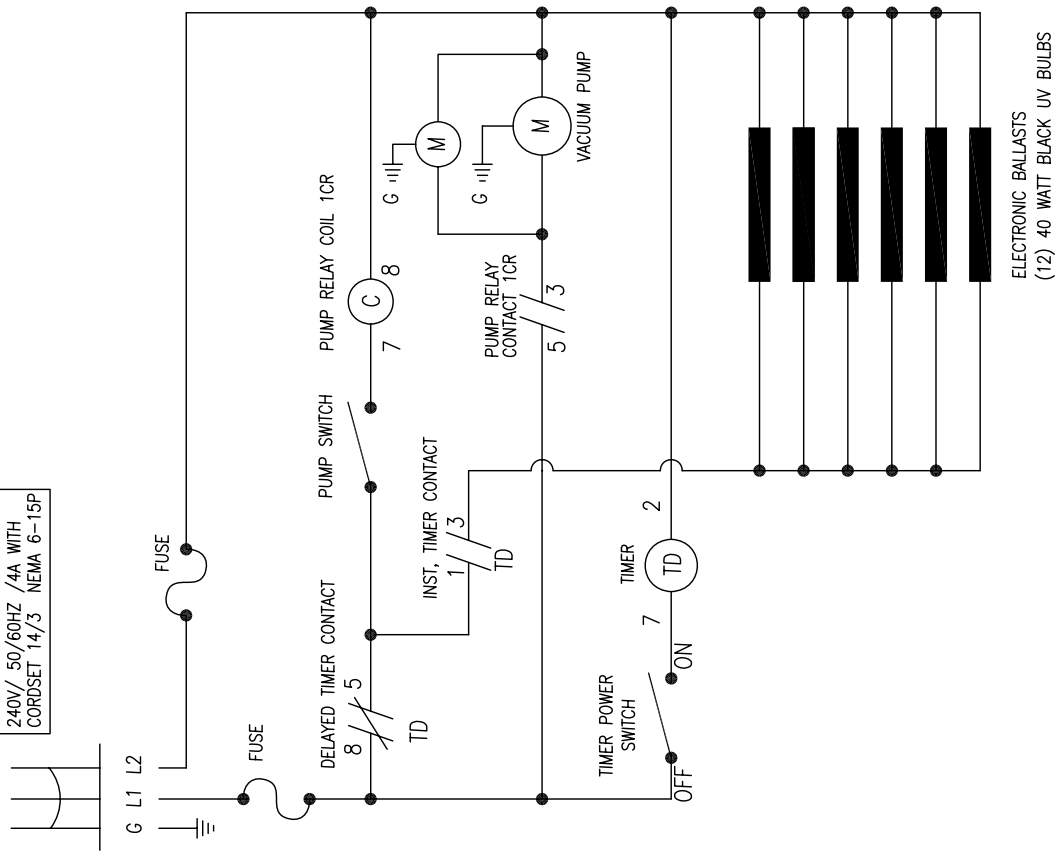 240V/ 50/60HZ /4A WITH
CORDSET 14/3 NEMA 6-15P
G L1 L2
FUSE
FUSE
DELAYED TIMER CONTACT
8 5
TD
PUMP SWITCH
PUMP RELAY COIL 1CR
7 C 8
INST, TIMER CONTACT
1 3
TD
PUMP RELAY
CONTACT 1CR
5 3
G
M
G
M
VACUUM PUMP
TIMER POWER
SWITCH
OFF
ON
TIMER
7 TD 2
ELECTRONIC BALLASTS
(12) 40 WATT BLACK UV BULBS